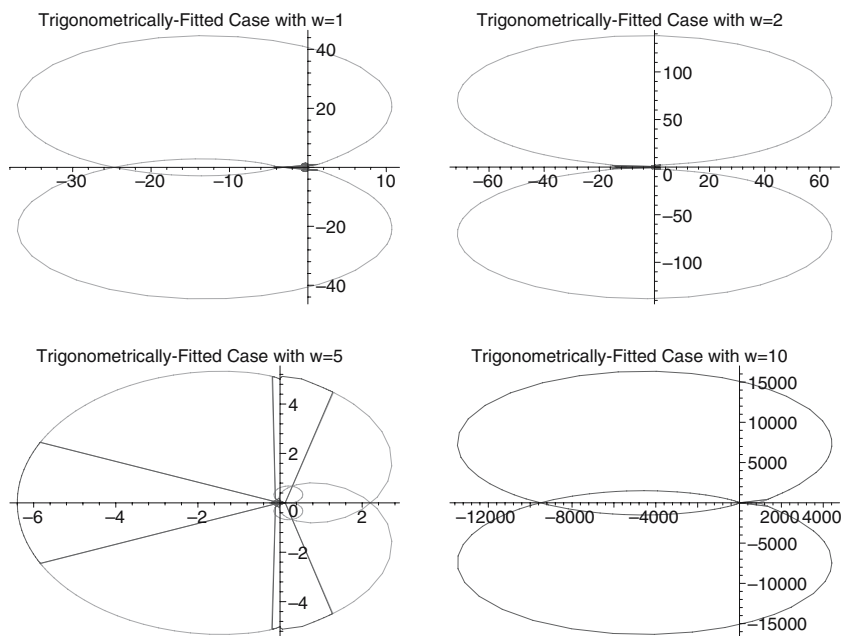 Trigonometrically-Fitted Case with w=1
40
20
−30 −20 −10 10
−20
−40
Trigonometrically-Fitted Case with w=2
100
50
−60 −40 −20 0 20 40 60
−50
−100
Trigonometrically-Fitted Case with w=5
4
2
−6 −4 −2 0 2
−2
−4
Trigonometrically-Fitted Case with w=10
15000
10000
5000
−12000 −8000 −4000 2000 4000
−5000
−10000
−15000